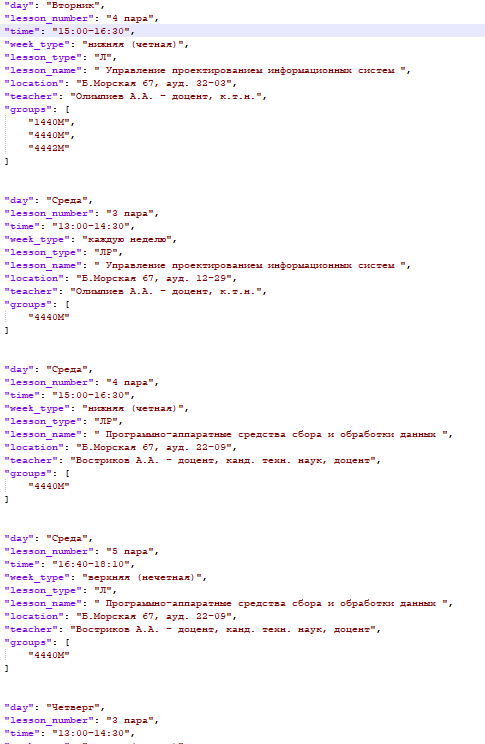 "day": "Вторник",
"lesson_number": "4 пара",
"time": "15:00-16:30",
"week_type": "нижняя (четная)",
"lesson_type": "Л",
"lesson_name": " Управление проектированием информационных систем ",
"location": "Б.Морская 67, ауд. 32-03",
"teacher": "Олимпиев А.А. - доцент, к.т.н.",
"groups": [
"1440М",
"4440М",
"4442М"
]
"day": "Среда",
"lesson_number": "3 пара",
"time": "13:00-14:30",
"week_type": "каждую неделю",
"lesson_type": "ЛР",
"lesson_name": " Управление проектированием информационных систем ",
"location": "Б.Морская 67, ауд. 12-29",
"teacher": "Олимпиев А.А. - доцент, к.т.н.",
"groups": [
"4440М"
]
"day": "Среда",
"lesson_number": "4 пара",
"time": "15:00-16:30",
"week_type": "нижняя (четная)",
"lesson_type": "ЛР",
"lesson_name": " Программно-аппаратные средства сбора и обработки данных ",
"location": "Б.Морская 67, ауд. 22-09",
"teacher": "Востриков А.А. - доцент, канд. техн. наук, доцент",
"groups": [
"4440М"
]
"day": "Среда",
"lesson_number": "5 пара",
"time": "16:40-18:10",
"week_type": "верхняя (нечетная)",
"lesson_type": "Л",
"lesson_name": " Программно-аппаратные средства сбора и обработки данных ",
"location": "Б.Морская 67, ауд. 22-09",
"teacher": "Востриков А.А. - доцент, канд. техн. наук, доцент",
"groups": [
"4440М"
]
"day": "Четверг",
"lesson_number": "3 пара",
"time": "13:00-14:30",